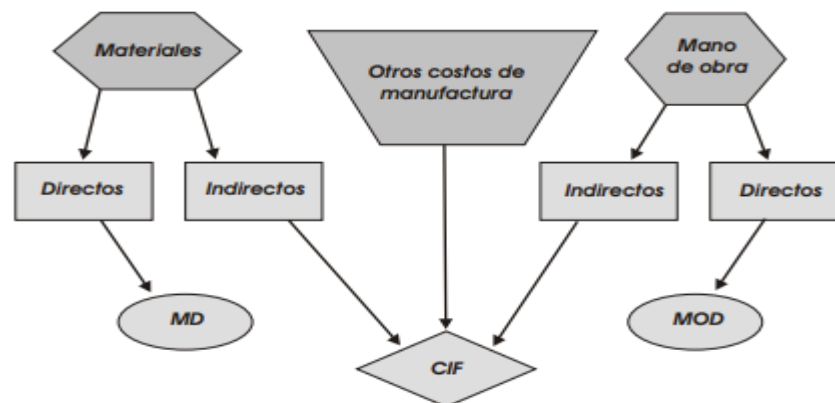 Materiales
Otros costos de
manufactura
Mano
de obra
Directos
Indirectos
Indirectos
Directos
MD
MOD
CIF